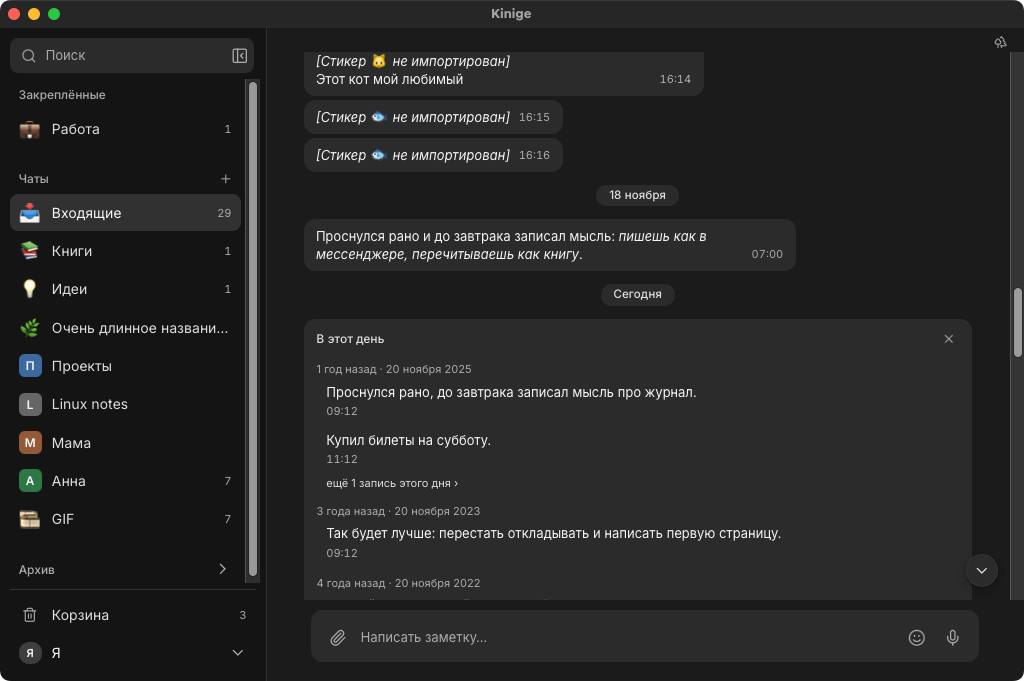 Kinige
Поиск
Закреплённые
Работа 1
Чаты
Входящие 29
Книги 1
Идеи 1
Очень длинное названи...
П Проекты
L Linux notes
М Мама
А Анна 7
GIF 7
Архив
Корзина 3
Я Я
[Стикер 🐱 не импортирован]
Этот кот мой любимый 16:14
[Стикер 🐟 не импортирован] 16:15
[Стикер 🐟 не импортирован] 16:16
18 ноября
Проснулся рано и до завтрака записал мысль: пишешь как в
мессенджере, перечитываешь как книгу. 07:00
Сегодня
В этот день
1 год назад · 20 ноября 2025
Проснулся рано, до завтрака записал мысль про журнал.
09:12
Купил билеты на субботу.
11:12
ещё 1 запись этого дня ›
3 года назад · 20 ноября 2023
Так будет лучше: перестать откладывать и написать первую страницу.
09:12
4 года назад · 20 ноября 2022
Написать заметку...